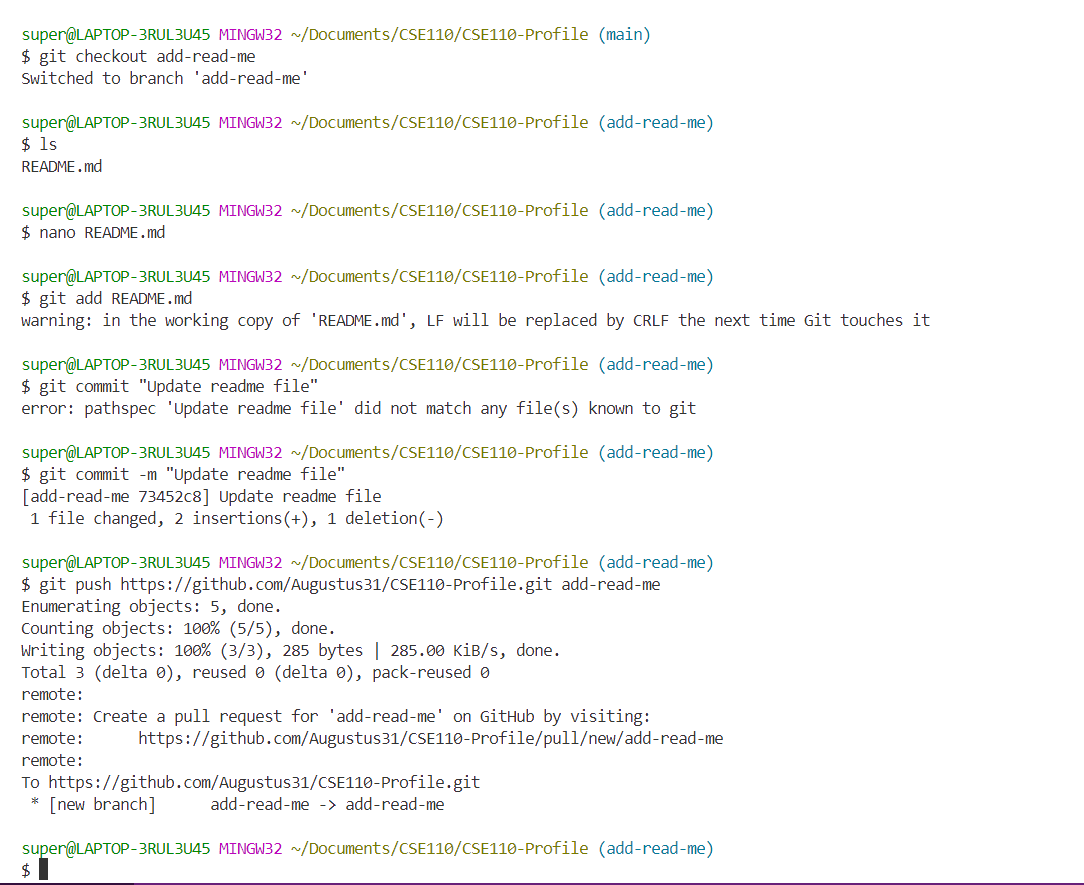 super@LAPTOP-3RUL3U45 MINGW32 ~/Documents/CSE110/CSE110-Profile (main)
$ git checkout add-read-me
Switched to branch 'add-read-me'
super@LAPTOP-3RUL3U45 MINGW32 ~/Documents/CSE110/CSE110-Profile (add-read-me)
$ ls
README.md
super@LAPTOP-3RUL3U45 MINGW32 ~/Documents/CSE110/CSE110-Profile (add-read-me)
$ nano README.md
super@LAPTOP-3RUL3U45 MINGW32 ~/Documents/CSE110/CSE110-Profile (add-read-me)
$ git add README.md
warning: in the working copy of 'README.md', LF will be replaced by CRLF the next time Git touches it
super@LAPTOP-3RUL3U45 MINGW32 ~/Documents/CSE110/CSE110-Profile (add-read-me)
$ git commit "Update readme file"
error: pathspec 'Update readme file' did not match any file(s) known to git
super@LAPTOP-3RUL3U45 MINGW32 ~/Documents/CSE110/CSE110-Profile (add-read-me)
$ git commit -m "Update readme file"
[add-read-me 73452c8] Update readme file
 1 file changed, 2 insertions(+), 1 deletion(-)
super@LAPTOP-3RUL3U45 MINGW32 ~/Documents/CSE110/CSE110-Profile (add-read-me)
$ git push https://github.com/Augustus31/CSE110-Profile.git add-read-me
Enumerating objects: 5, done.
Counting objects: 100% (5/5), done.
Writing objects: 100% (3/3), 285 bytes | 285.00 KiB/s, done.
Total 3 (delta 0), reused 0 (delta 0), pack-reused 0
remote:
remote: Create a pull request for 'add-read-me' on GitHub by visiting:
remote:      https://github.com/Augustus31/CSE110-Profile/pull/new/add-read-me
remote:
To https://github.com/Augustus31/CSE110-Profile.git
 * [new branch]      add-read-me -> add-read-me
super@LAPTOP-3RUL3U45 MINGW32 ~/Documents/CSE110/CSE110-Profile (add-read-me)
$